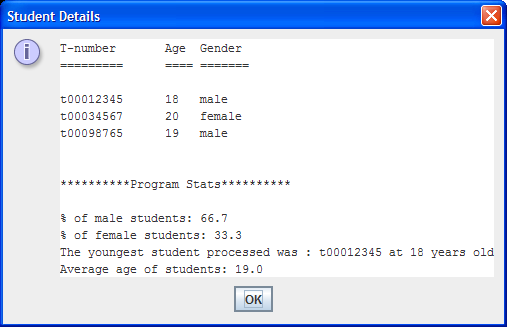 Student Details
T-number Age Gender
========= ==== =======
t00012345 18 male
t00034567 20 female
t00098765 19 male
**********Program Stats**********
% of male students: 66.7
% of female students: 33.3
The youngest student processed was : t00012345 at 18 years old
Average age of students: 19.0
OK